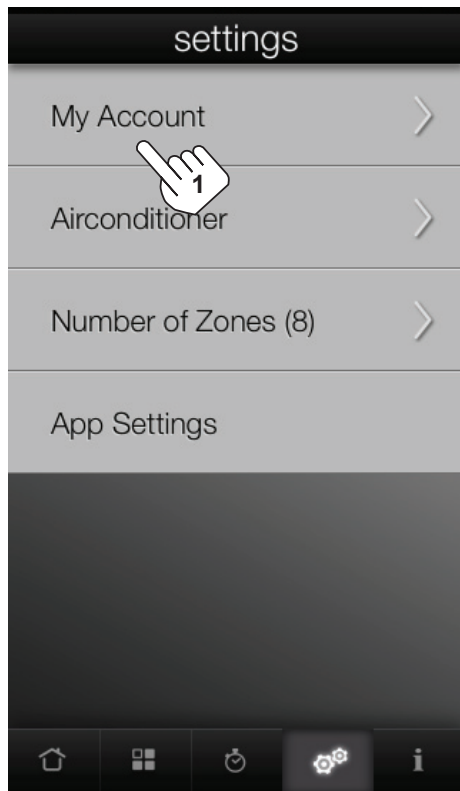 settings
My Account
1
Airconditioner
Number of Zones (8)
App Settings
i